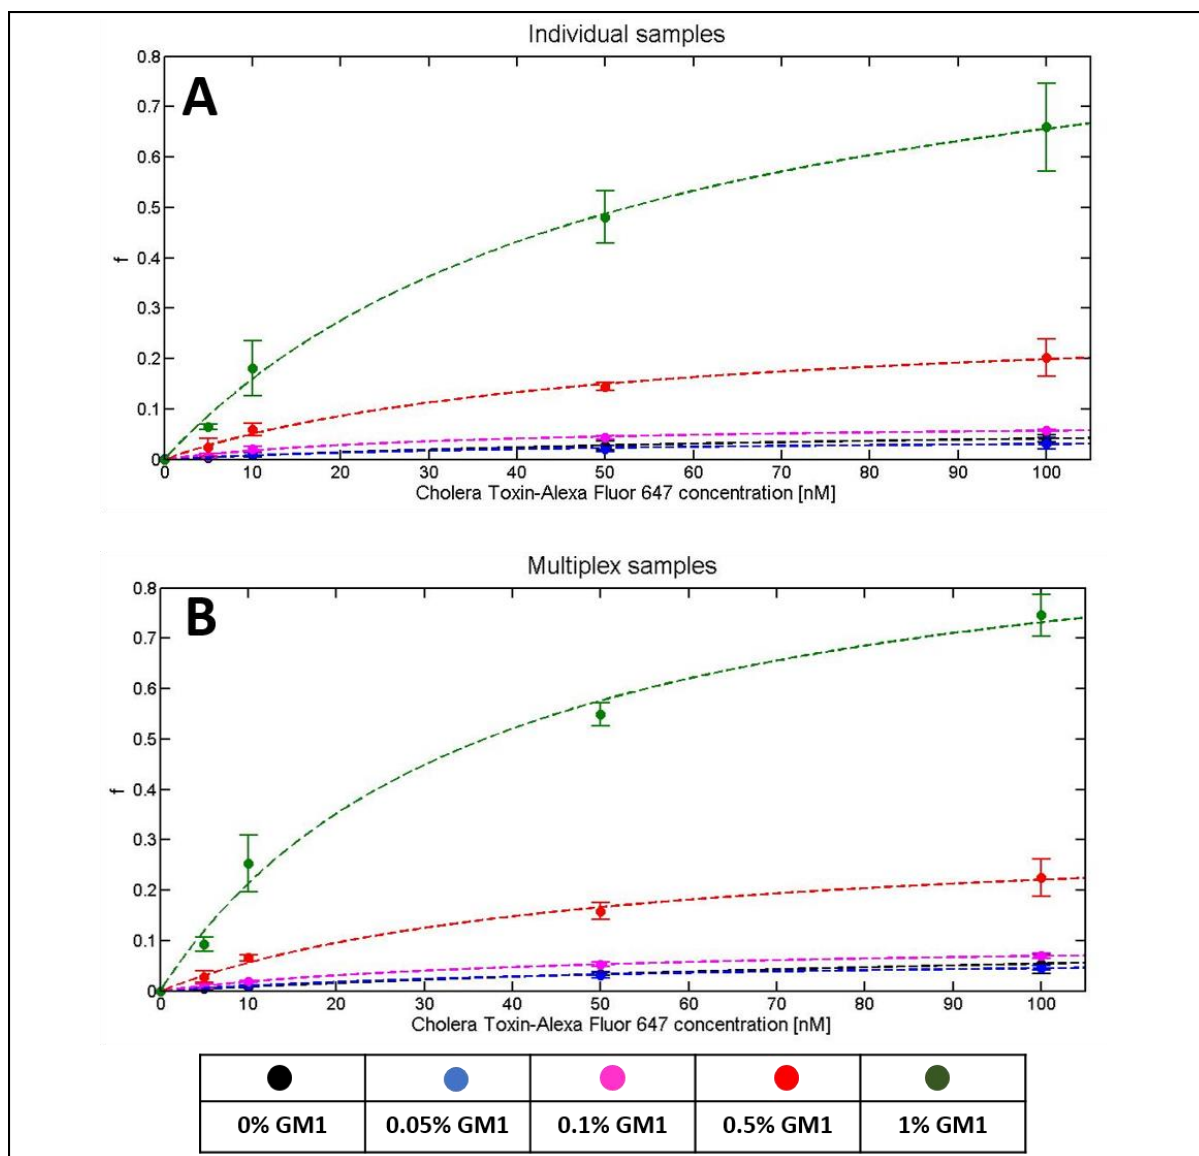 Individual samples
A
0.8
0.7
0.6
0.5
0.4
0.3
0.2
0.1
0
f
0 10 20 30 40 50 60 70 80 90 100
Cholera Toxin-Alexa Fluor 647 concentration [nM]
Multiplex samples
B
0.8
0.7
0.6
0.5
0.4
0.3
0.2
0.1
0
f
0 10 20 30 40 50 60 70 80 90 100
Cholera Toxin-Alexa Fluor 647 concentration [nM]
0% GM1 0.05% GM1 0.1% GM1 0.5% GM1 1% GM1